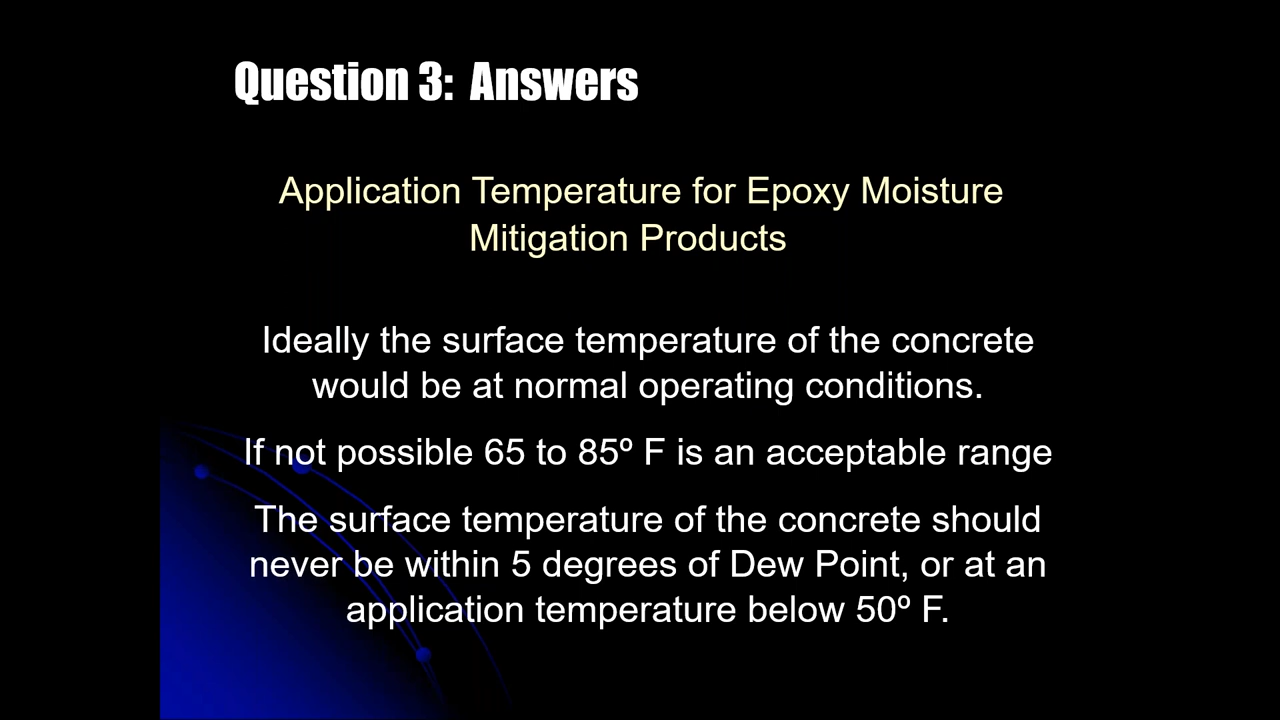 Question 3:  Answers
Application Temperature for Epoxy Moisture
Mitigation Products
Ideally the surface temperature of the concrete
would be at normal operating conditions.
If not possible 65 to 85º F is an acceptable range
The surface temperature of the concrete should
never be within 5 degrees of Dew Point, or at an
application temperature below 50º F.